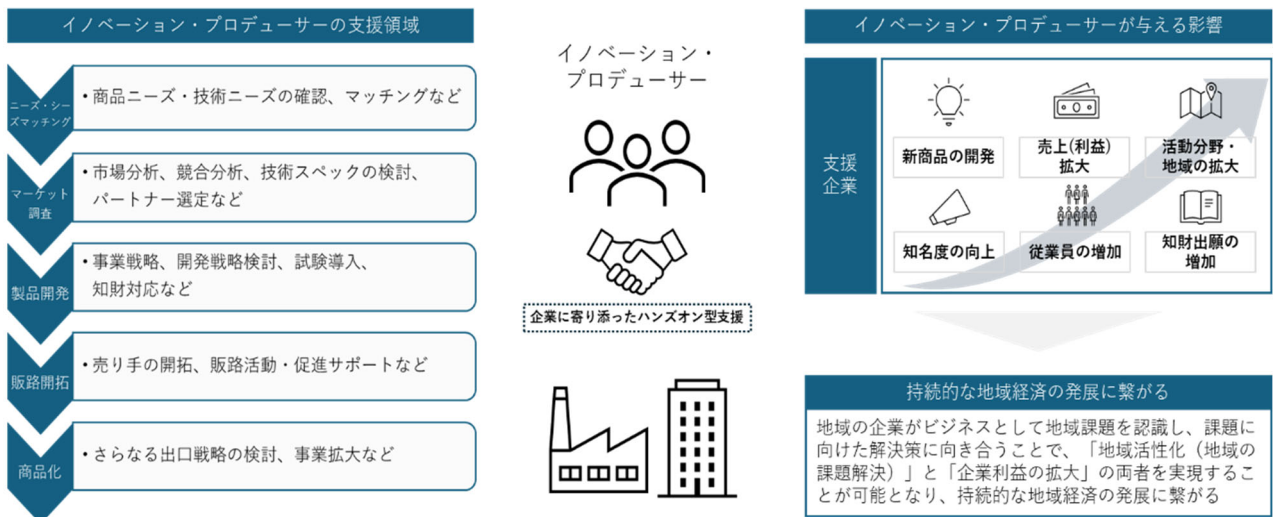 イノベーション・プロデューサーの支援領域
ニーズ・シー
ズマッチング
・商品ニーズ・技術ニーズの確認、マッチングなど
マーケット
調査
・市場分析、競合分析、技術スペックの検討、
パートナー選定など
製品開発
・事業戦略、開発戦略検討、試験導入、
知財対応など
販路開拓
・売り手の開拓、販路活動・促進サポートなど
商品化
・さらなる出口戦略の検討、事業拡大など
イノベーション・
プロデューサー
企業に寄り添ったハンズオン型支援
イノベーション・プロデューサーが与える影響
支援
企業
新商品の開発
売上(利益)
拡大
活動分野・
地域の拡大
知名度の向上
従業員の増加
知財出願の
増加
持続的な地域経済の発展に繋がる
地域の企業がビジネスとして地域課題を認識し、課題に
向けた解決策に向き合うことで、「地域活性化（地域の
課題解決）」と「企業利益の拡大」の両者を実現するこ
とが可能となり、持続的な地域経済の発展に繋がる